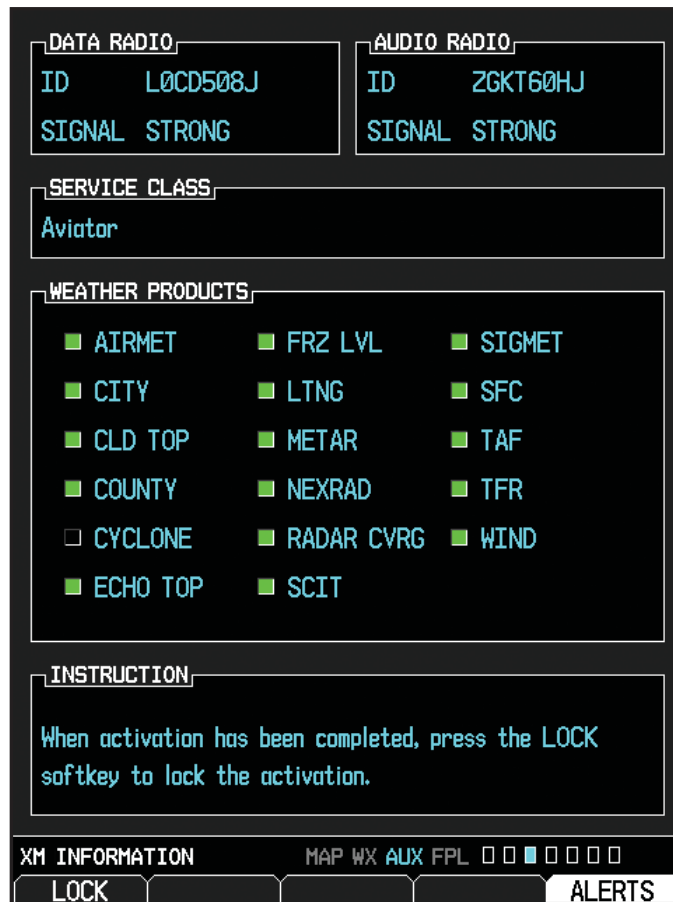 DATA RADIO
ID L0CD508J
SIGNAL STRONG
AUDIO RADIO
ID ZGKT60HJ
SIGNAL STRONG
SERVICE CLASS
Aviator
WEATHER PRODUCTS
AIRMET FRZ LVL SIGMET
CITY LTNG SFC
CLD TOP METAR TAF
COUNTY NEXRAD TFR
CYCLONE RADAR CVRG WIND
ECHO TOP SCIT
INSTRUCTION
When activation has been completed, press the LOCK
softkey to lock the activation.
XM INFORMATION MAP WX AUX FPL
LOCK ALERTS